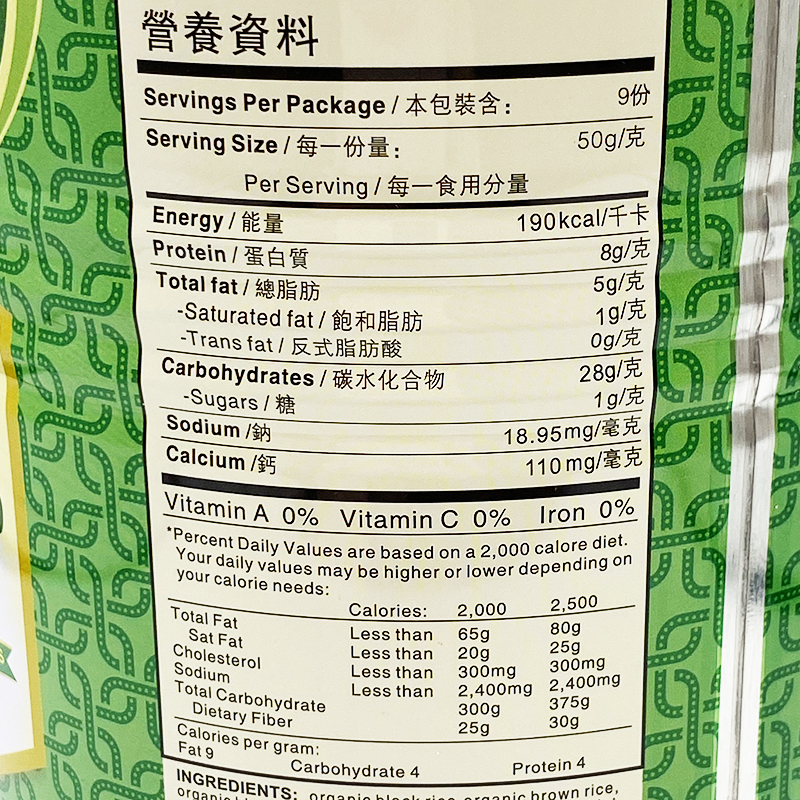 營養資料
Servings Per Package / 本包裝含： 9份
Serving Size / 每一份量： 50g/克
Per Serving / 每一食用分量
Energy / 能量 190kcal/千卡
Protein / 蛋白質 8g/克
Total fat / 總脂肪 5g/克
-Saturated fat / 飽和脂肪 1g/克
-Trans fat / 反式脂肪酸 0g/克
Carbohydrates / 碳水化合物 28g/克
-Sugars / 糖 1g/克
Sodium /鈉 18.95mg/毫克
Calcium /鈣 110mg/毫克
Vitamin A 0% Vitamin C 0% Iron 0%
*Percent Daily Values are based on a 2,000 calore diet.
Your daily values may be higher or lower depending on
your calorie needs:
Calories: 2,000 2,500
Total Fat Less than 65g 80g
Sat Fat Less than 20g 25g
Cholesterol Less than 300mg 300mg
Sodium Less than 2,400mg 2,400mg
Total Carbohydrate 300g 375g
Dietary Fiber 25g 30g
Calories per gram:
Fat 9 Carbohydrate 4 Protein 4
INGREDIENTS: organic black rice, organic brown rice,